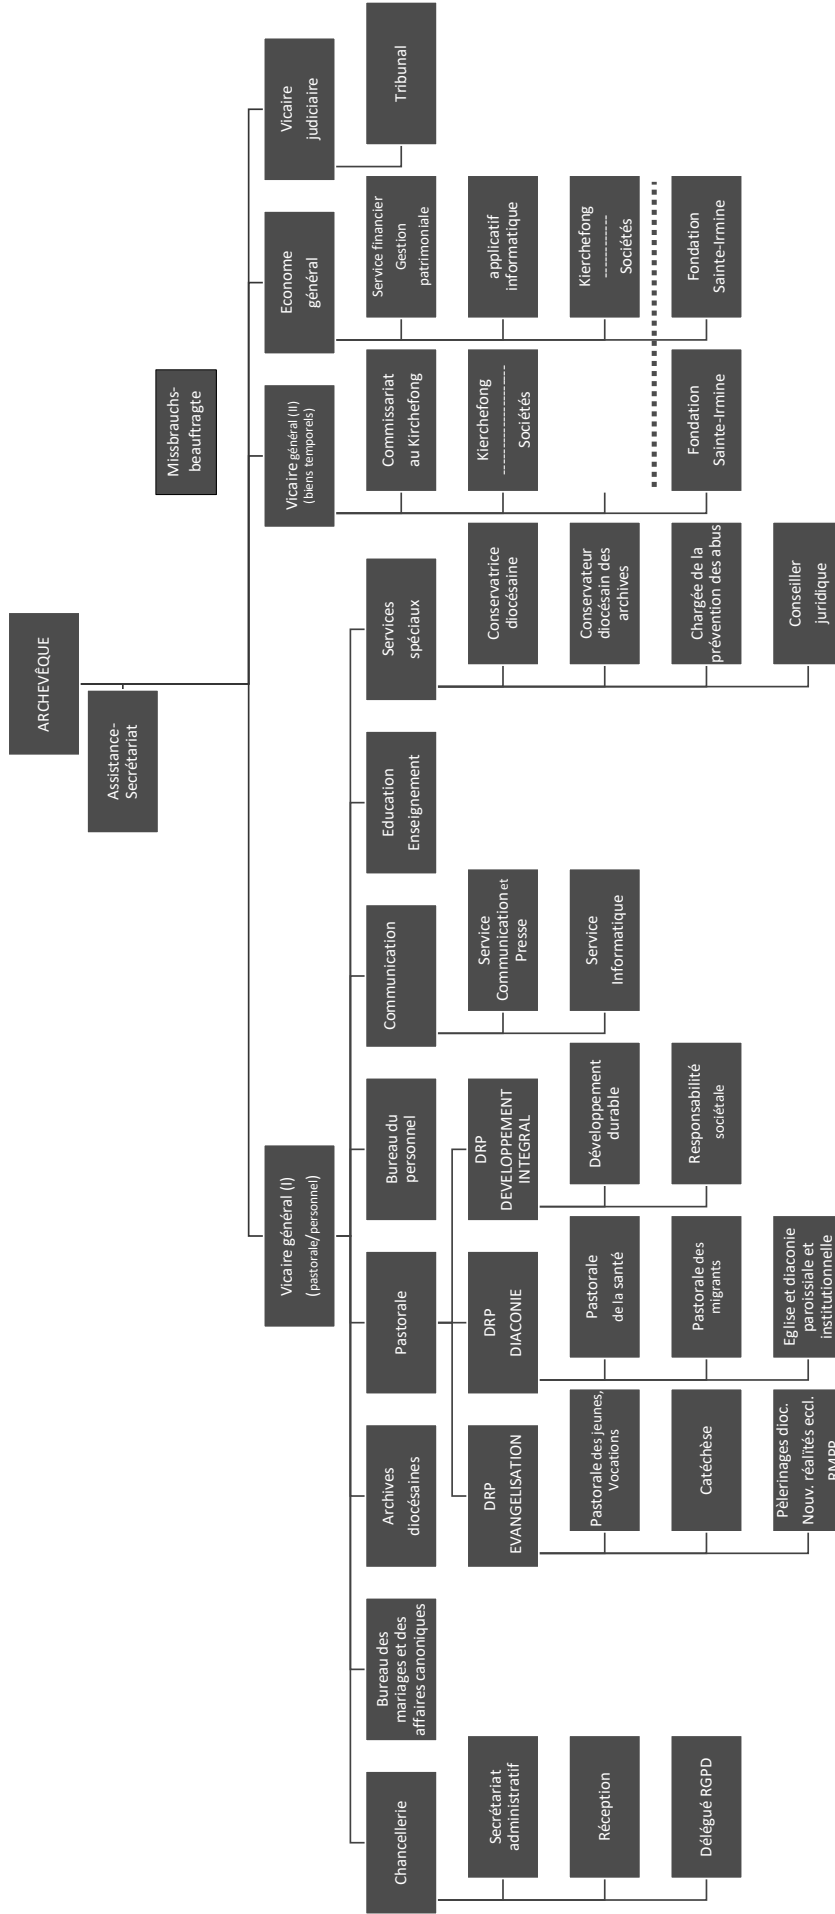 ARCHEVÊQUE
Assistance-
Secrétariat
Missbrauchs-
beauftragte
Vicaire général (I)
(pastorale/personnel)
Vicaire général (II)
(biens temporels)
Econome
général
Vicaire
judiciaire
Chancellerie
Secrétariat
administratif
Réception
Délégué RGPD
Bureau des
mariages et des
affaires canoniques
Archives
diocésaines
Pastorale
DRP
EVANGELISATION
Pastorale des jeunes,
Vocations
Catéchèse
Pèlerinages dioc.
Nouv. réalités eccl.
RMPP
DRP
DIACONIE
Pastorale
de la santé
Pastorale des
migrants
Eglise et diaconie
paroissiale et
institutionnelle
DRP
DEVELOPPEMENT
INTEGRAL
Développement
durable
Responsabilité
sociétale
Bureau du
personnel
Communication
Service
Communication et
Presse
Service
Informatique
Education
Enseignement
Services
spéciaux
Conservatrice
diocésaine
Conservateur
diocésain des
archives
Chargée de la
prévention des abus
Conseiller
juridique
Commissariat
au Kirchefong
Kierchefong
--------------------
Sociétés
Fondation
Sainte-Irmine
Service financier
Gestion
patrimoniale
applicatif
informatique
Kierchefong
-----------
Sociétés
Fondation
Sainte-Irmine
Tribunal